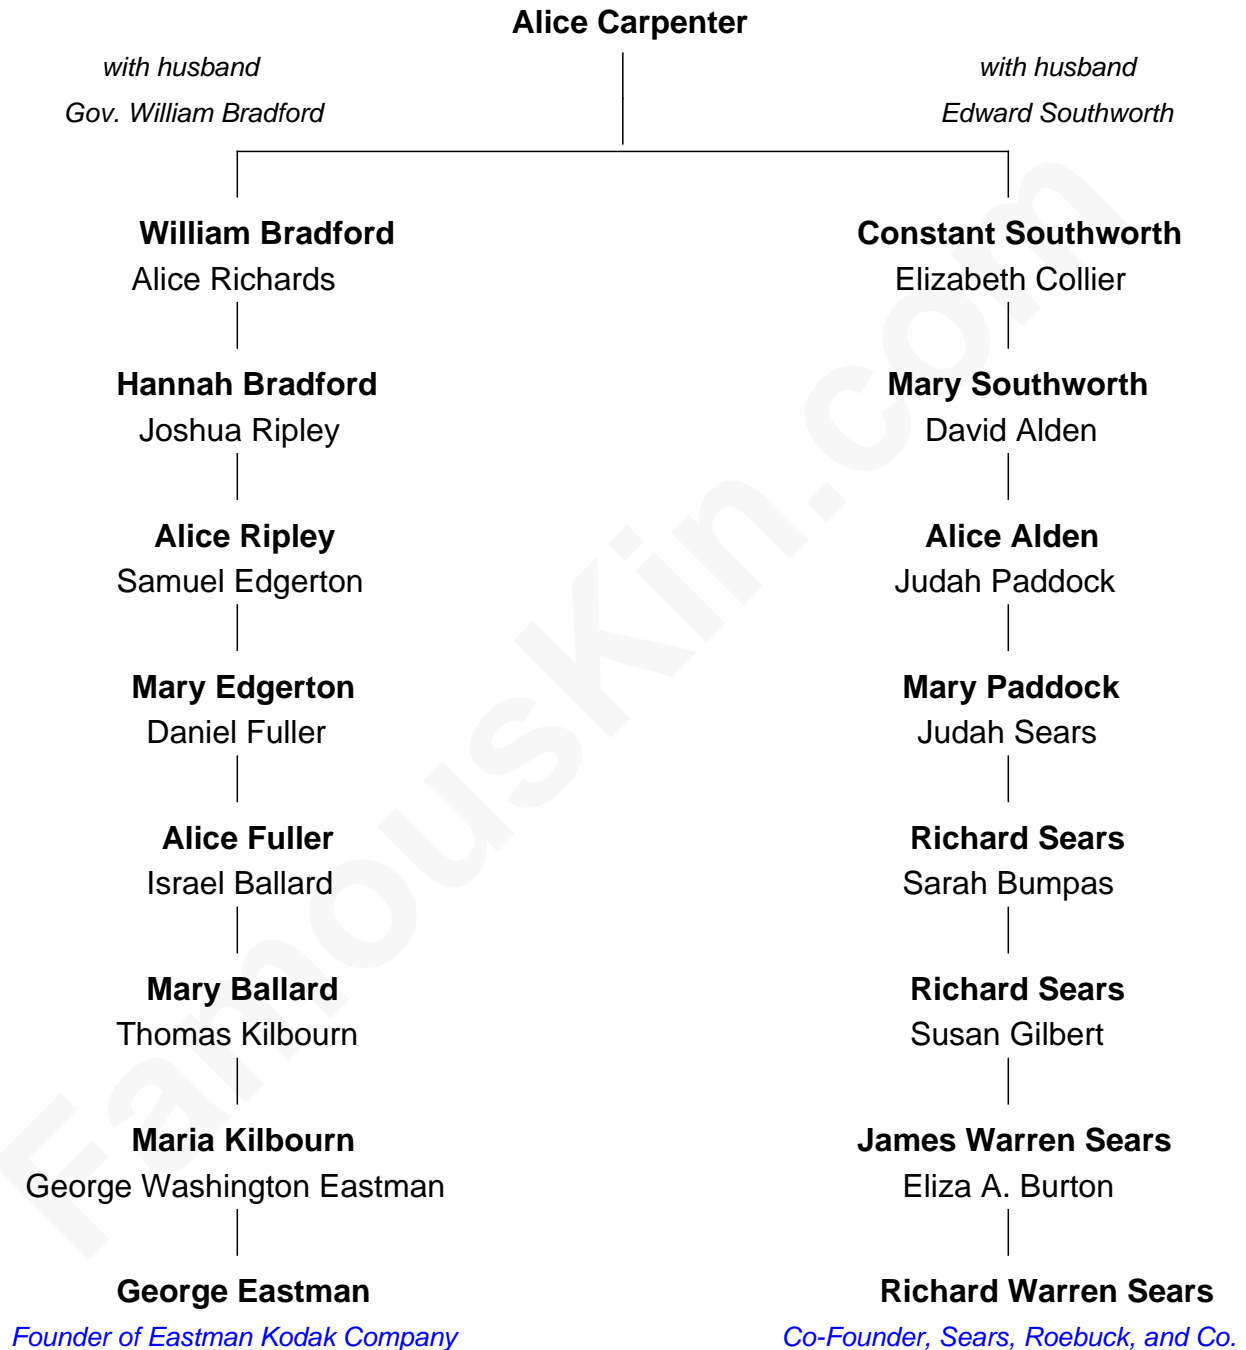 Alice Carpenter
with husband
Gov. William Bradford
with husband
Edward Southworth
William Bradford
Alice Richards
Constant Southworth
Elizabeth Collier
Hannah Bradford
Joshua Ripley
Mary Southworth
David Alden
Alice Ripley
Samuel Edgerton
Alice Alden
Judah Paddock
Mary Edgerton
Daniel Fuller
Mary Paddock
Judah Sears
Alice Fuller
Israel Ballard
Richard Sears
Sarah Bumpas
Mary Ballard
Thomas Kilbourn
Richard Sears
Susan Gilbert
Maria Kilbourn
George Washington Eastman
James Warren Sears
Eliza A. Burton
George Eastman
Founder of Eastman Kodak Company
Richard Warren Sears
Co-Founder, Sears, Roebuck, and Co.
FamousKin.com